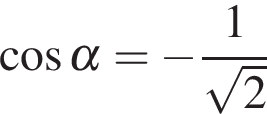 cos α = −1/√2